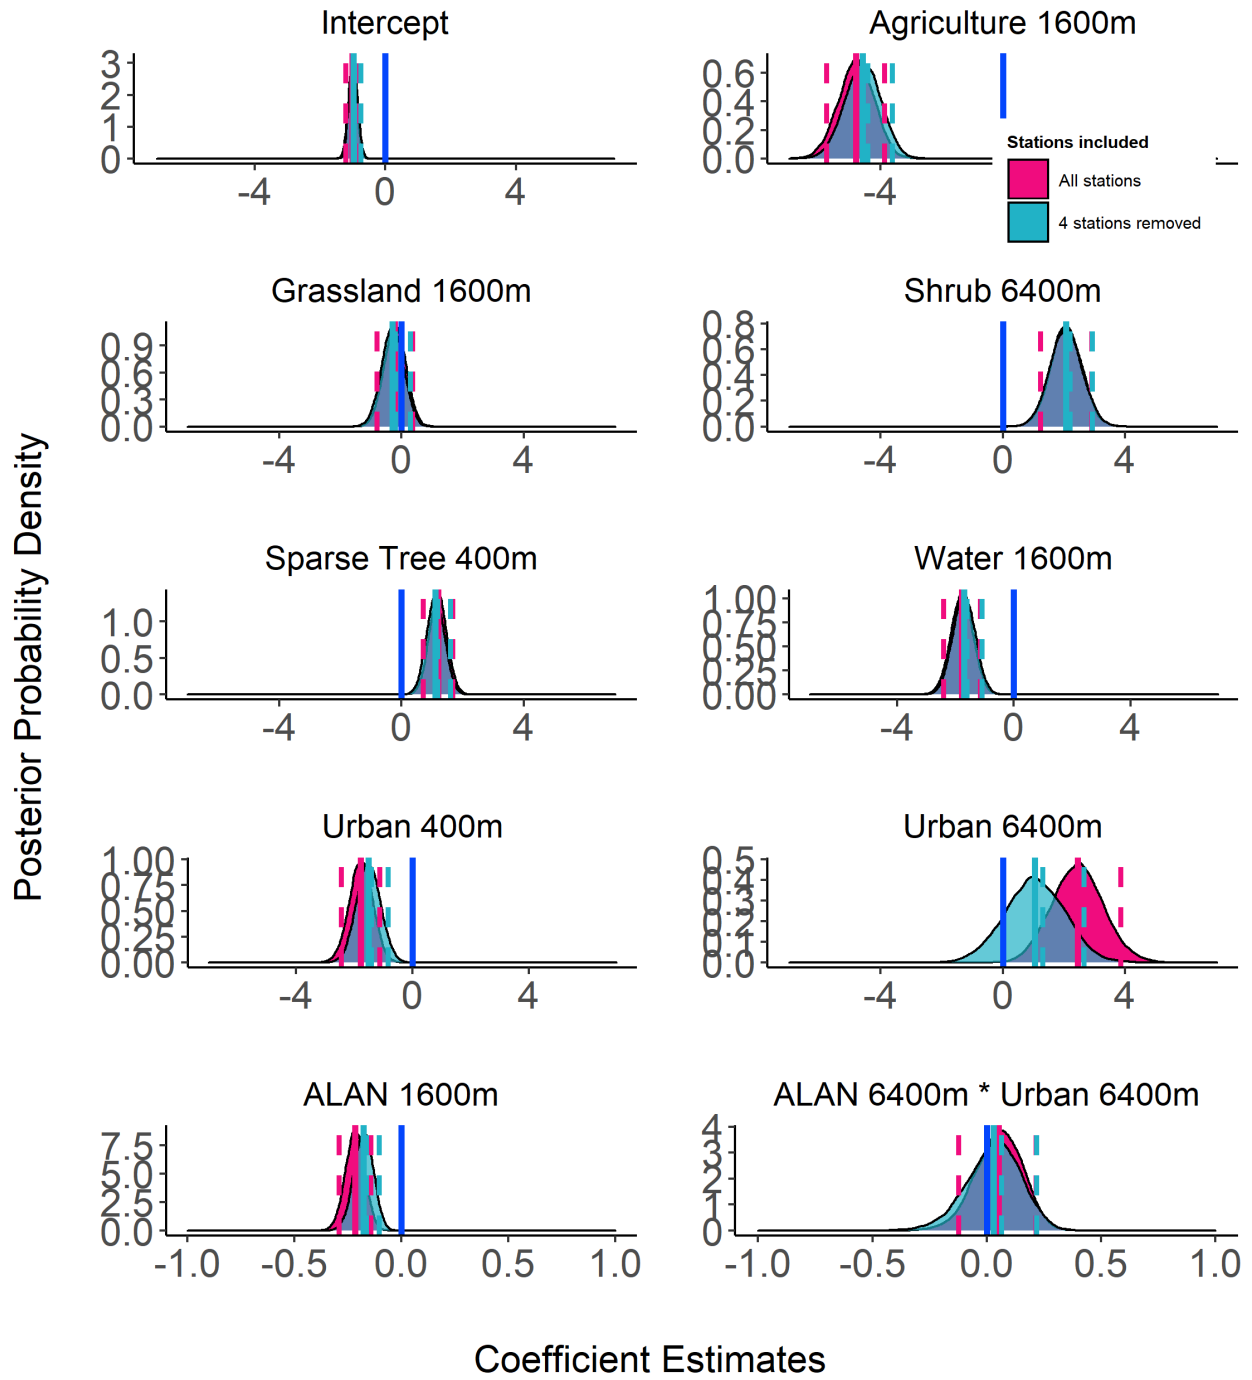 Intercept
3
2
1
0
-4 0 4
Agriculture 1600m
0.6
0.4
0.2
0.0
-4
Stations included
All stations
4 stations removed
Grassland 1600m
0.9
0.6
0.3
0.0
-4 0 4
Shrub 6400m
0.8
0.6
0.4
0.2
0.0
-4 0 4
Posterior Probability Density
Sparse Tree 400m
1.0
0.5
0.0
-4 0 4
Water 1600m
1.00
0.75
0.50
0.25
0.00
-4 0 4
Urban 400m
1.00
0.75
0.50
0.25
0.00
-4 0 4
Urban 6400m
0.5
0.4
0.3
0.2
0.1
0.0
-4 0 4
ALAN 1600m
7.5
5.0
2.5
0.0
-1.0 -0.5 0.0 0.5 1.0
ALAN 6400m * Urban 6400m
4
3
2
1
0
-1.0 -0.5 0.0 0.5 1.0
Coefficient Estimates